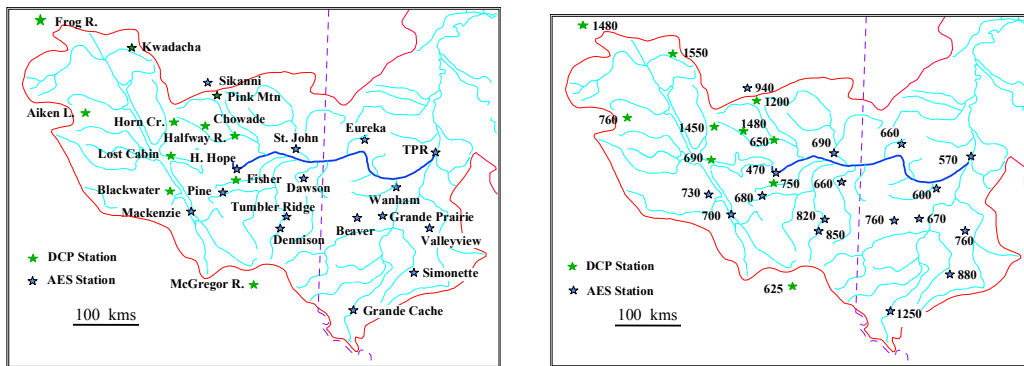 Frog R.
Kwadacha
Sikanni
Pink Mtn
Aiken L.
Horn Cr.
Chowade
Halfway R.
St. John
Eureka
TPR
Lost Cabin
H. Hope
Fisher
Dawson
Blackwater
Pine
Wanham
Mackenzie
Tumbler Ridge
Grande Prairie
Dennison
Beaver
Valleyview
DCP Station
AES Station
McGregor R.
Simonette
100 kms
Grande Cache
1480
1550
940
1200
760
1450
1480
650
690
660
570
690
470
750
660
600
730
680
700
820
760
670
850
760
DCP Station
AES Station
625
880
100 kms
1250